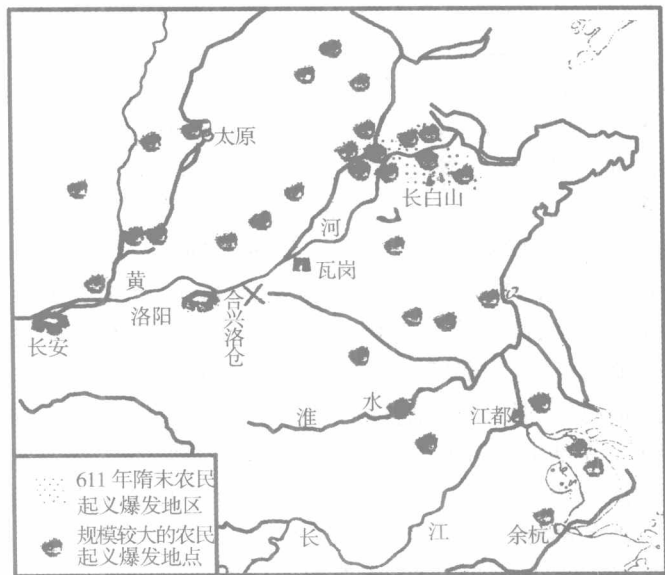 太原
长白山
河
瓦岗
黄
洛阳
合兴洛仓
长安
淮
水
江都
长
江
余杭
611年隋末农民
起义爆发地区
规模较大的农民
起义爆发地点